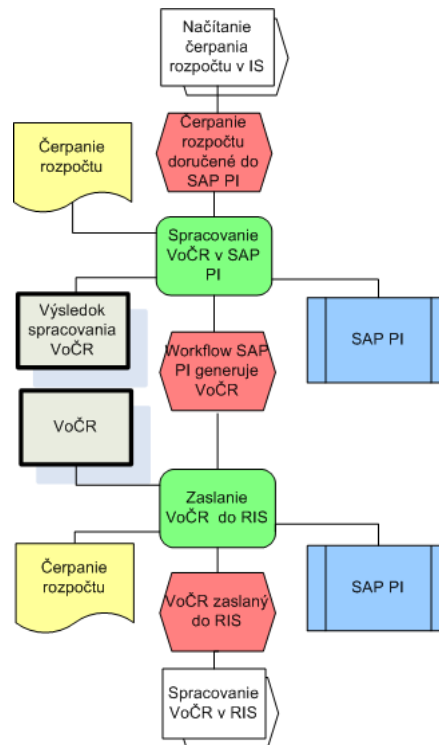 Načítanie
čerpania
rozpočtu v IS
Čerpanie
rozpočtu
doručené do
SAP PI
Čerpanie
rozpočtu
Spracovanie
VoČR v SAP
PI
Výsledok
spracovania
VoČR
SAP PI
Workflow SAP
PI generuje
VoČR
VoČR
Zaslanie
VoČR do RIS
Čerpanie
rozpočtu
SAP PI
VoČR zaslaný
do RIS
Spracovanie
VoČR v RIS